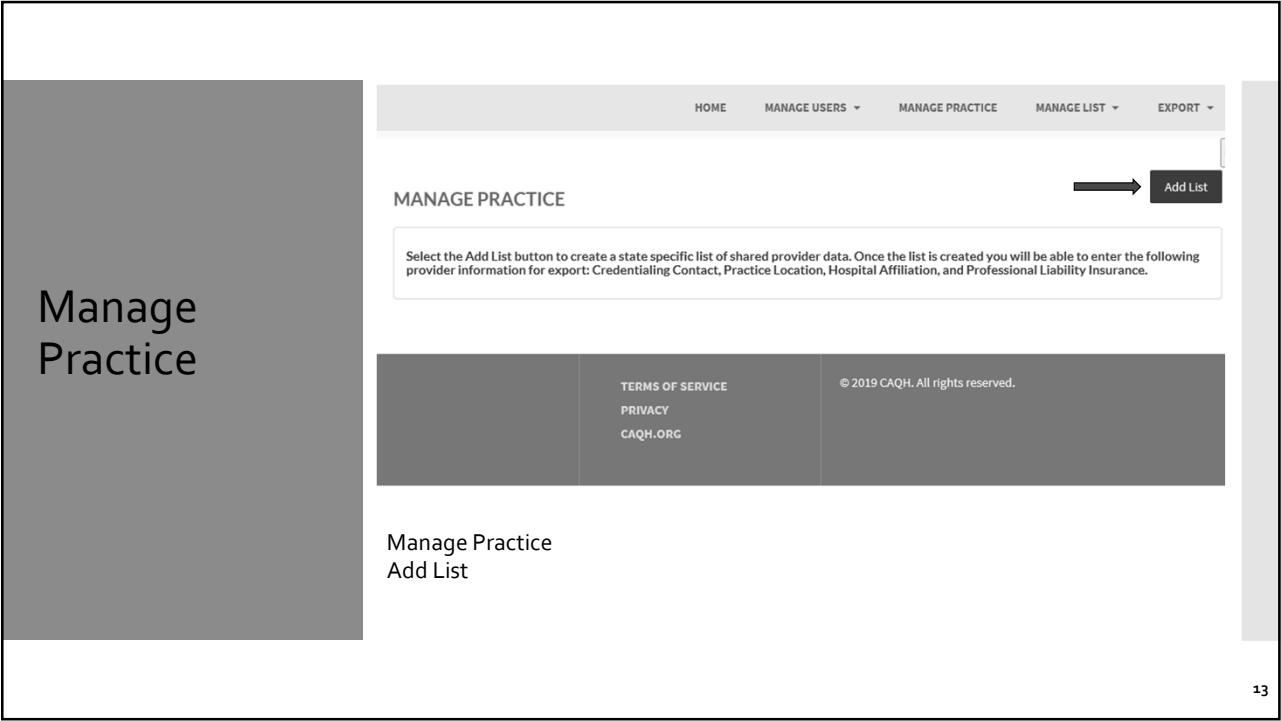 Manage
Practice
HOME MANAGE USERS MANAGE PRACTICE MANAGE LIST EXPORT
Add List
MANAGE PRACTICE
Select the Add List button to create a state specific list of shared provider data. Once the list is created you will be able to enter the following
provider information for export: Credentialing Contact, Practice Location, Hospital Affiliation, and Professional Liability Insurance.
TERMS OF SERVICE
PRIVACY
CAQH.ORG
© 2019 CAQH. All rights reserved.
Manage Practice
Add List
13